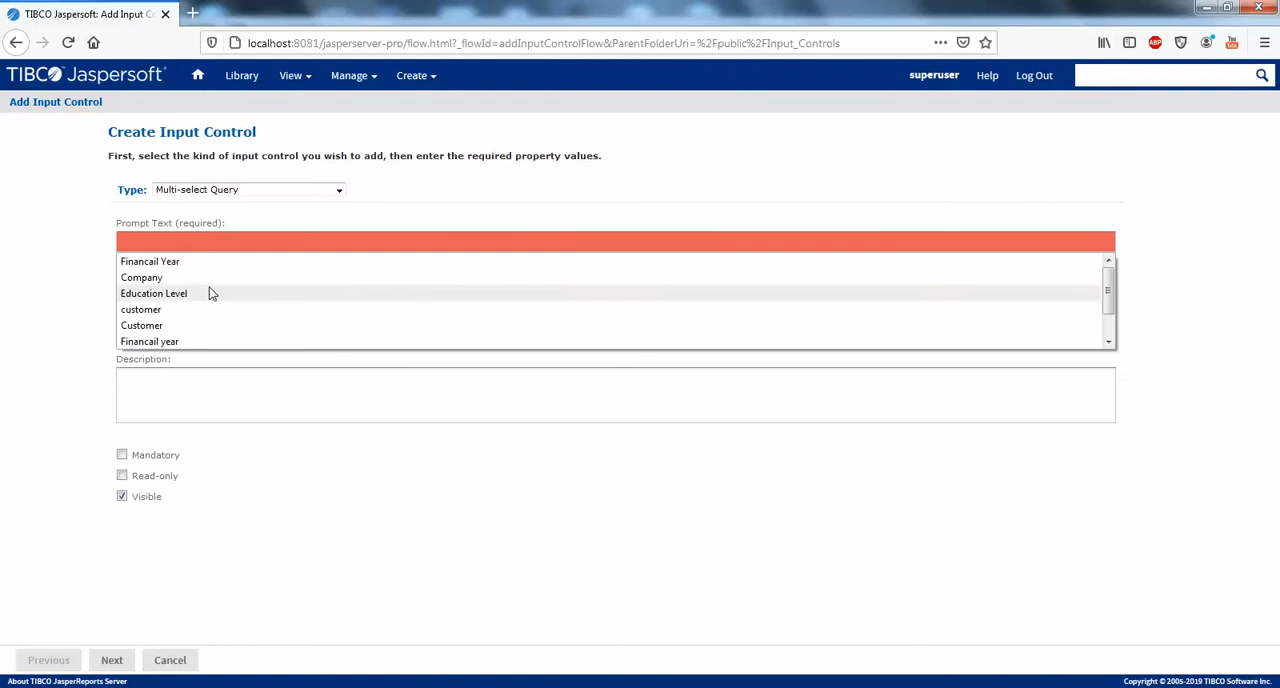 TIBCO Jaspersoft: Add Input Co
localhost:8081/jasperserver-pro/flow.html?_flowId=addInputControlFlow&ParentFolderUri=%2Fpublic%2FInput_Controls
ABP
You
TIBCO Jaspersoft
Library View Manage Create superuser Help Log Out
Add Input Control
Create Input Control
First, select the kind of input control you wish to add, then enter the required property values.
Type: Multi-select Query
Prompt Text (required):
Financail Year
Company
Education Level
customer
Customer
Financail year
Description:
Mandatory
Read-only
Visible
Previous Next Cancel
About TIBCO JasperReports Server Copyright © 2005-2019 TIBCO Software Inc.